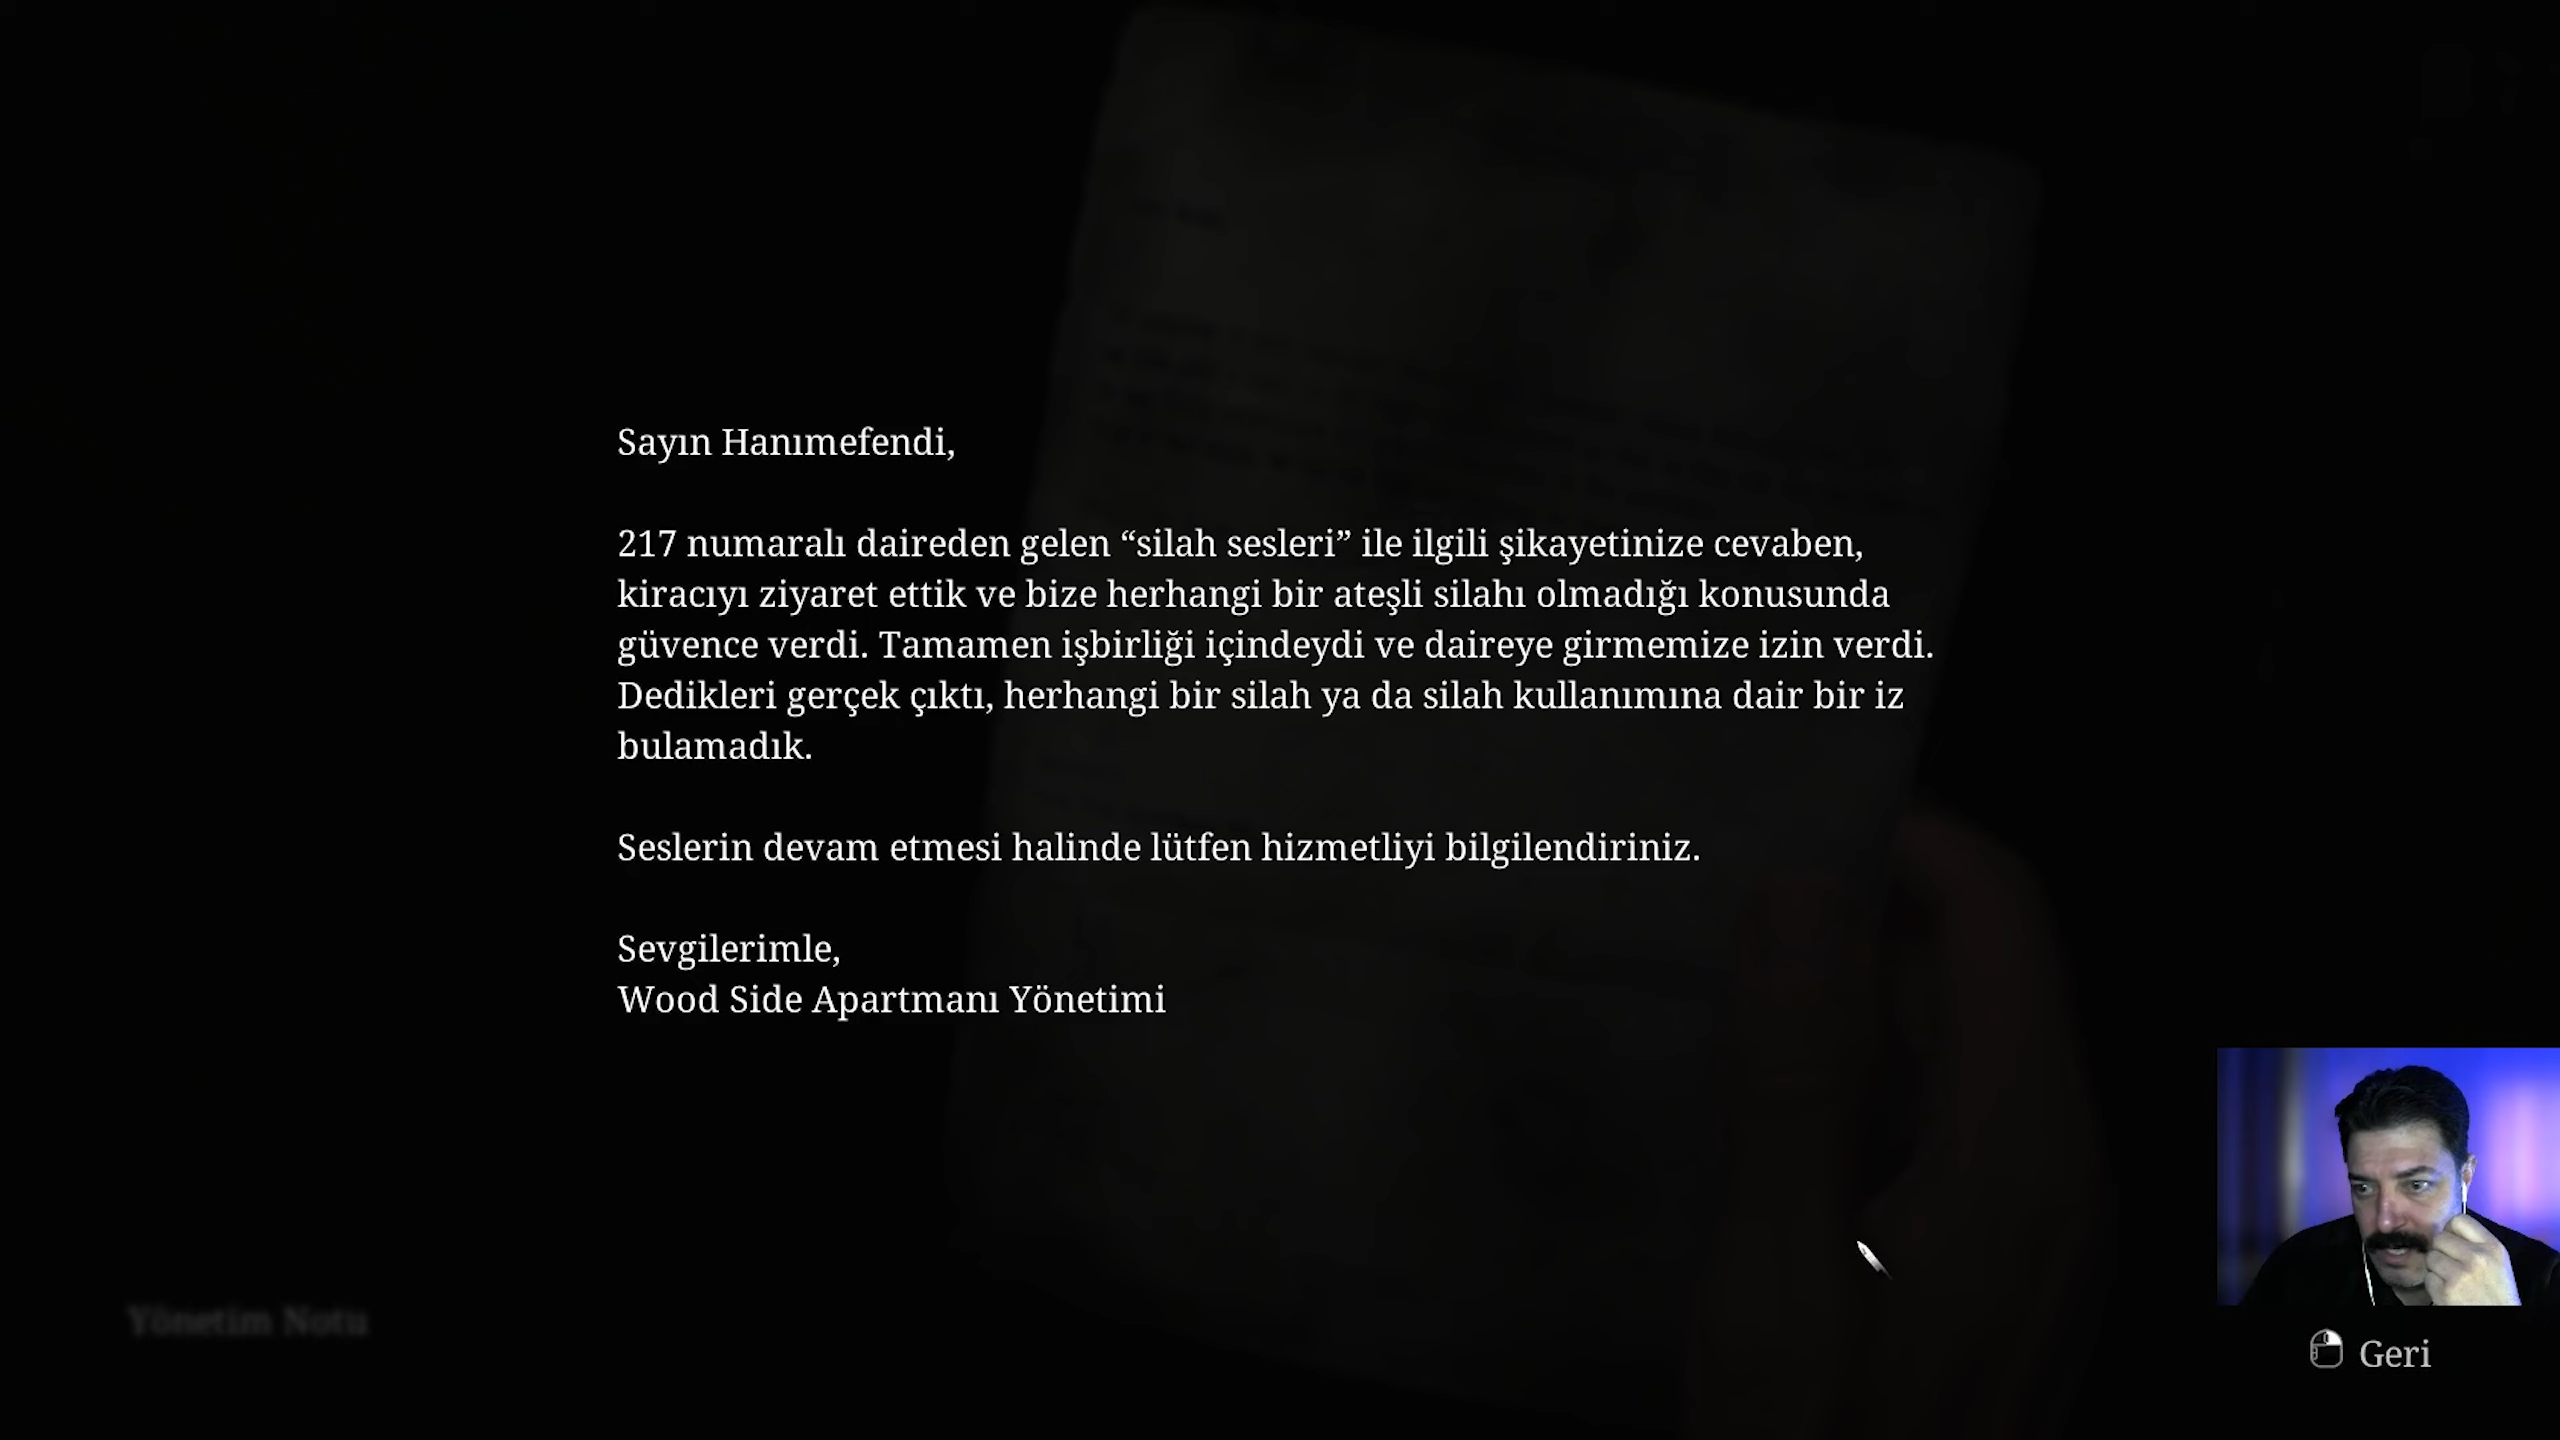 Sayın Hanımefendi,
217 numaralı daireden gelen “silah sesleri” ile ilgili şikayetinize cevaben,
kiracıyı ziyaret ettik ve bize herhangi bir ateşli silahı olmadığı konusunda
güvence verdi. Tamamen işbirliği içindeydi ve daireye girmemize izin verdi.
Dedikleri gerçek çıktı, herhangi bir silah ya da silah kullanımına dair bir iz
bulamadık.
Seslerin devam etmesi halinde lütfen hizmetliyi bilgilendiriniz.
Sevgilerimle,
Wood Side Apartmanı Yönetimi
Yönetim Notu
Geri